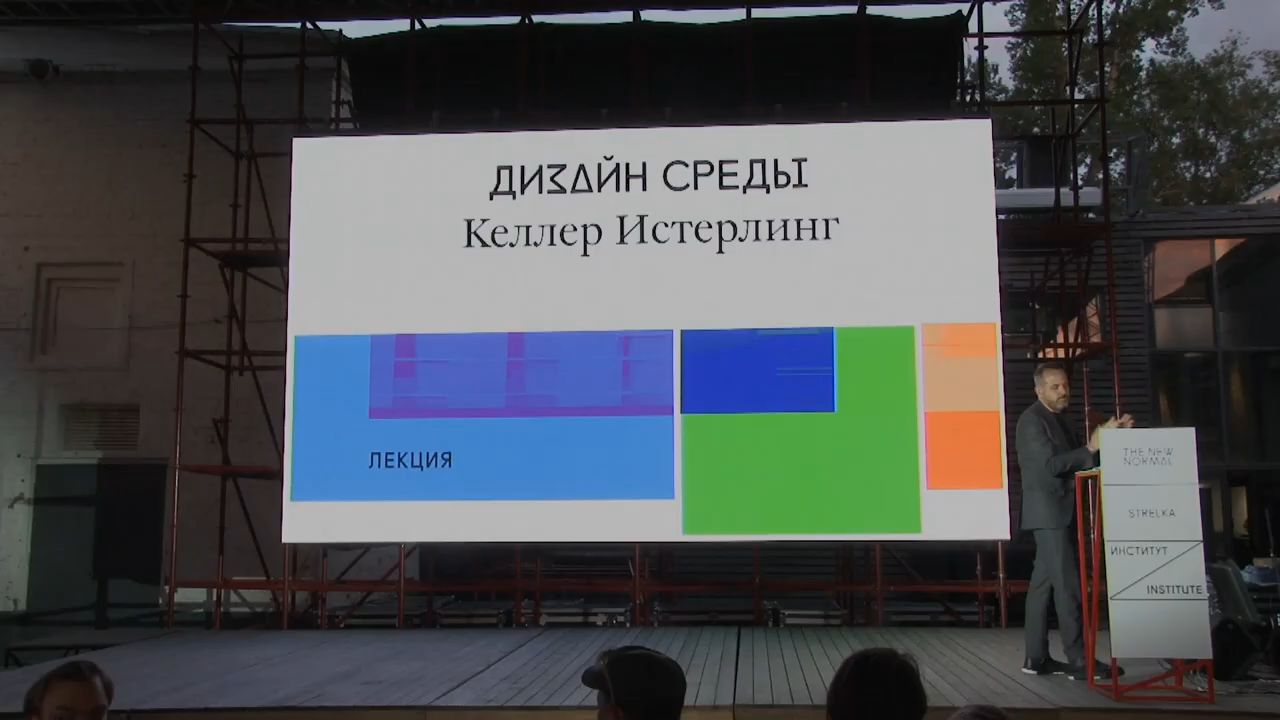 ДИЗАЙН СРЕДЫ
Келлер Истерлинг
ЛЕКЦИЯ
THE NEW
NORMAL
STRELKA
ИНСТИТУТ
INSTITUTE